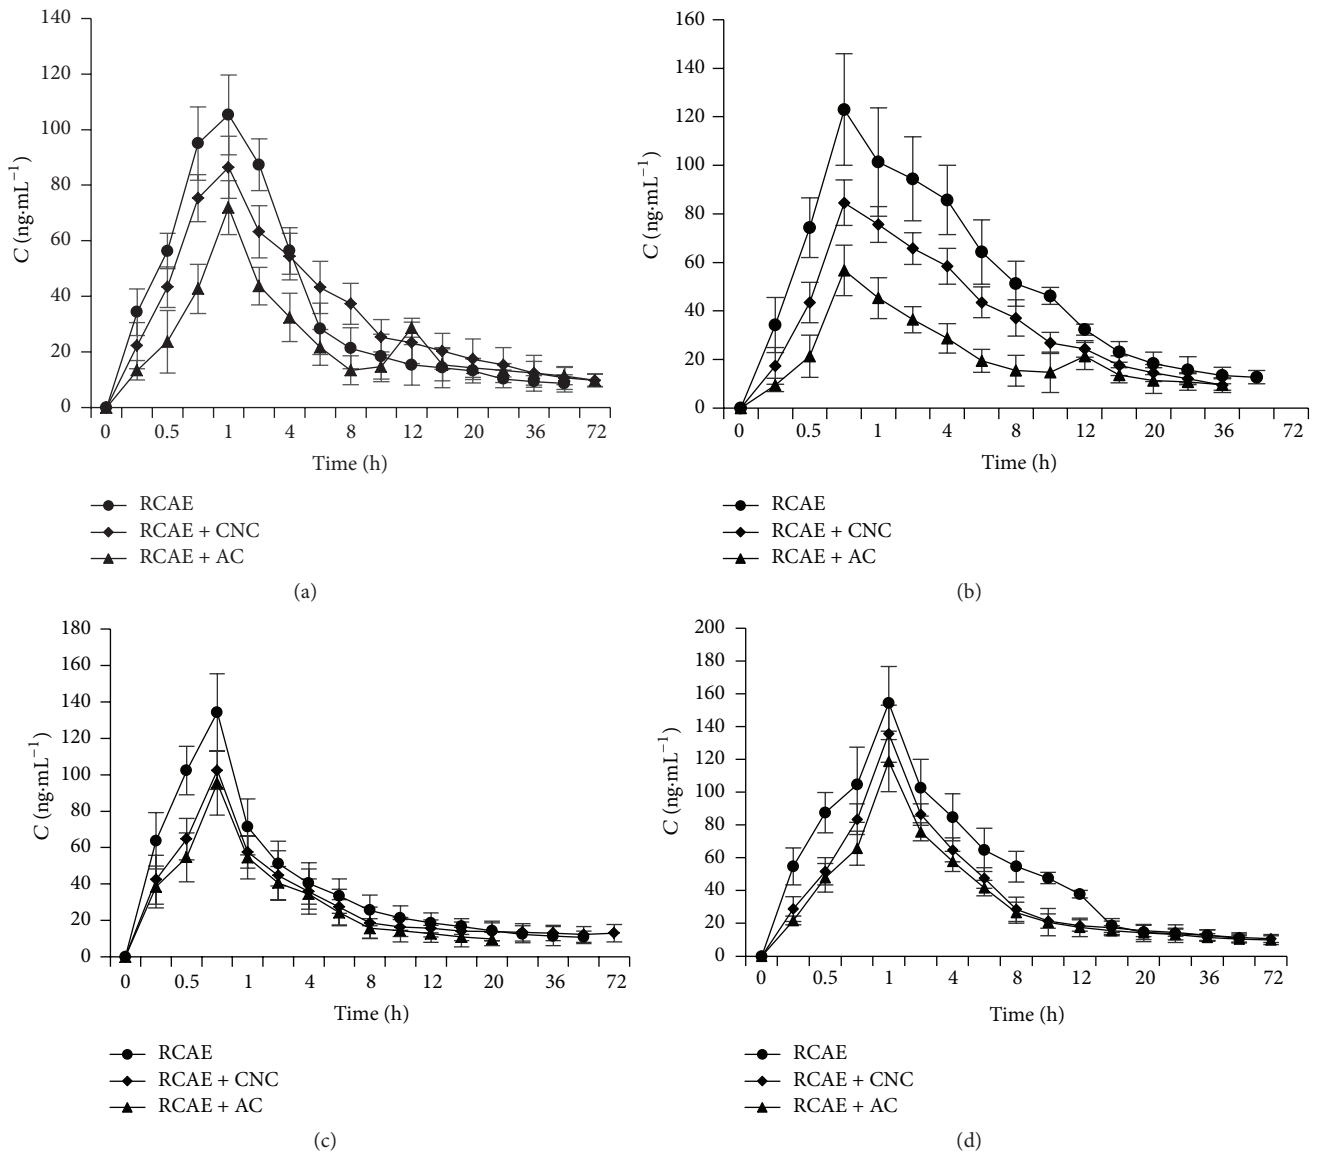 140
120
100
80
60
40
20
0
C (ng·mL⁻¹)
0 0.5 1 4 8 12 20 36 72
Time (h)
RCAE
RCAE + CNC
RCAE + AC
(a)
160
140
120
100
80
60
40
20
0
C (ng·mL⁻¹)
0 0.5 1 4 8 12 20 36 72
Time (h)
RCAE
RCAE + CNC
RCAE + AC
(b)
180
160
140
120
100
80
60
40
20
0
C (ng·mL⁻¹)
0 0.5 1 4 8 12 20 36 72
Time (h)
RCAE
RCAE + CNC
RCAE + AC
(c)
200
180
160
140
120
100
80
60
40
20
0
C (ng·mL⁻¹)
0 0.5 1 4 8 12 20 36 72
Time (h)
RCAE
RCAE + CNC
RCAE + AC
(d)